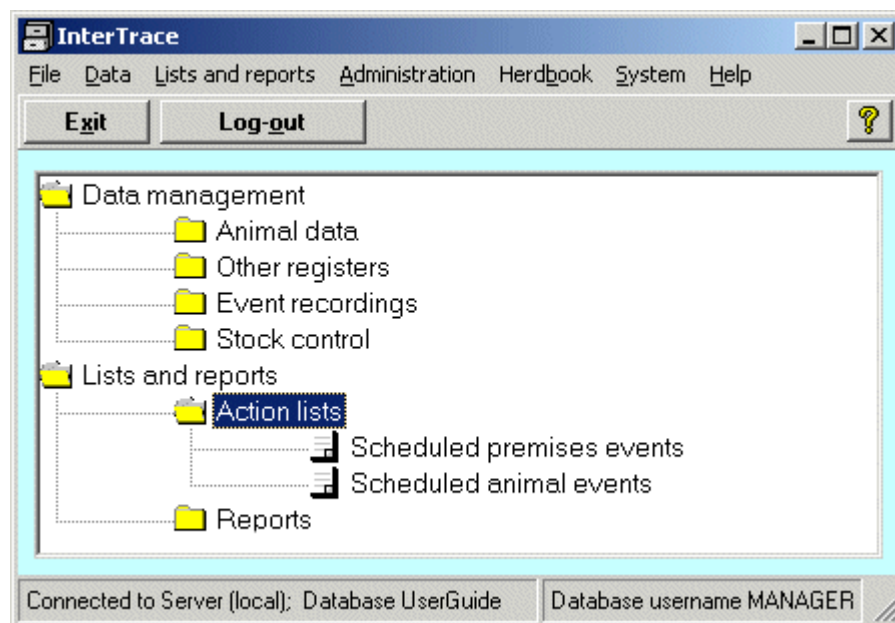 InterTrace
File Data Lists and reports Administration Herdbook System Help
Exit Log-out ?
Data management
Animal data
Other registers
Event recordings
Stock control
Lists and reports
Action lists
Scheduled premises events
Scheduled animal events
Reports
Connected to Server (local); Database UserGuide Database username MANAGER